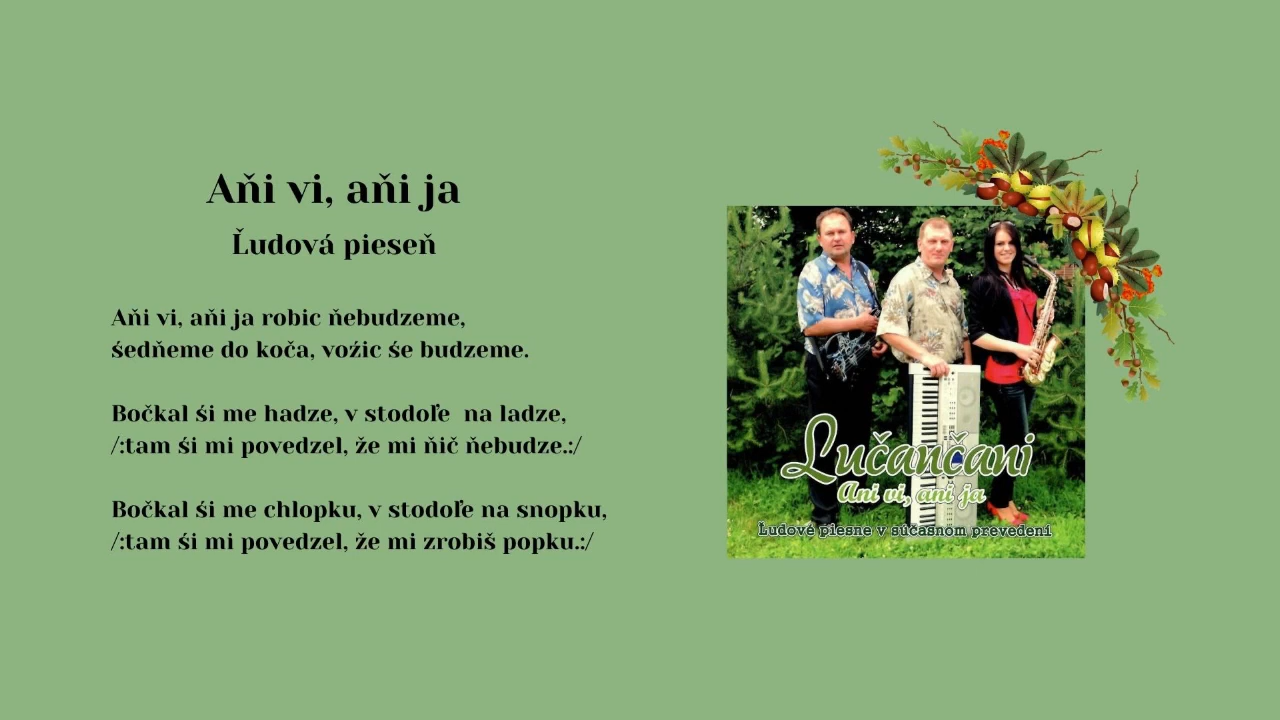 Aňi vi, aňi ja
Ľudová pieseň
Aňi vi, aňi ja robic ňebudzeme,
śedňeme do koča, voźic śe budzeme.
Bočkal śi me hadze, v stodoľe na ladze,
/:tam śi mi povedzel, že mi ňič ňebudze.:/
Bočkal śi me chlopku, v stodoľe na snopku,
/:tam śi mi povedzel, že mi zrobiš popku.:/
Lučančani
Ani vi, ani ja
Ľudové piesne v súčasnom prevedení